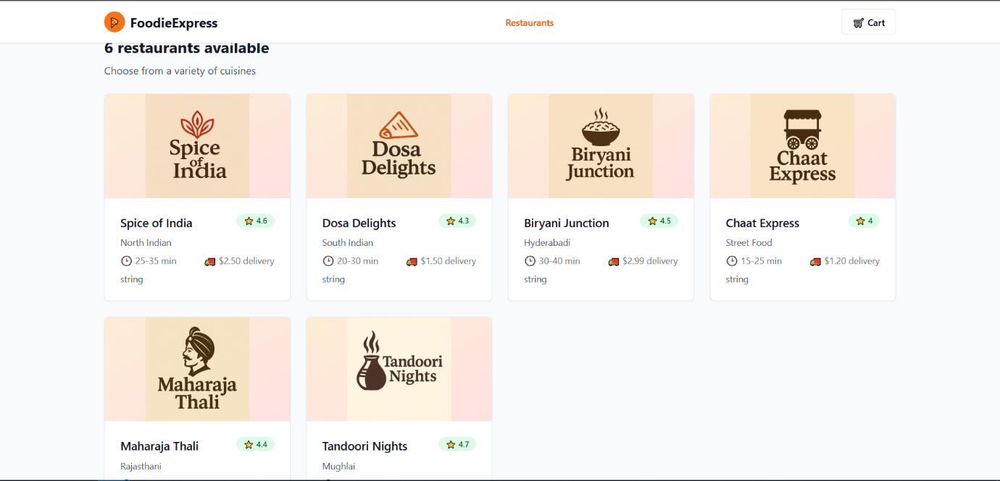 FoodieExpress
Restaurants
Cart
6 restaurants available
Choose from a variety of cuisines
Spice
of
India
Dosa
Delights
Biryani
Junction
Chaat
Express
Spice of India
4.6
North Indian
25-35 min
$2.50 delivery
string
Dosa Delights
4.3
South Indian
20-30 min
$1.50 delivery
string
Biryani Junction
4.5
Hyderabadi
30-40 min
$2.99 delivery
string
Chaat Express
4
Street Food
15-25 min
$1.20 delivery
string
Maharaja
Thali
Tandoori
Nights
Maharaja Thali
4.4
Rajasthani
Tandoori Nights
4.7
Mughlai